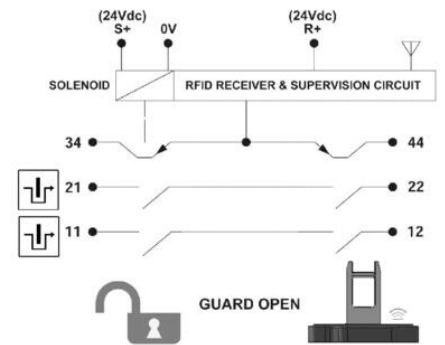 (24Vdc) (24Vdc)
S+ 0V R+
SOLENOID RFID RECEIVER & SUPERVISION CIRCUIT
34 44
21 22
11 12
GUARD OPEN